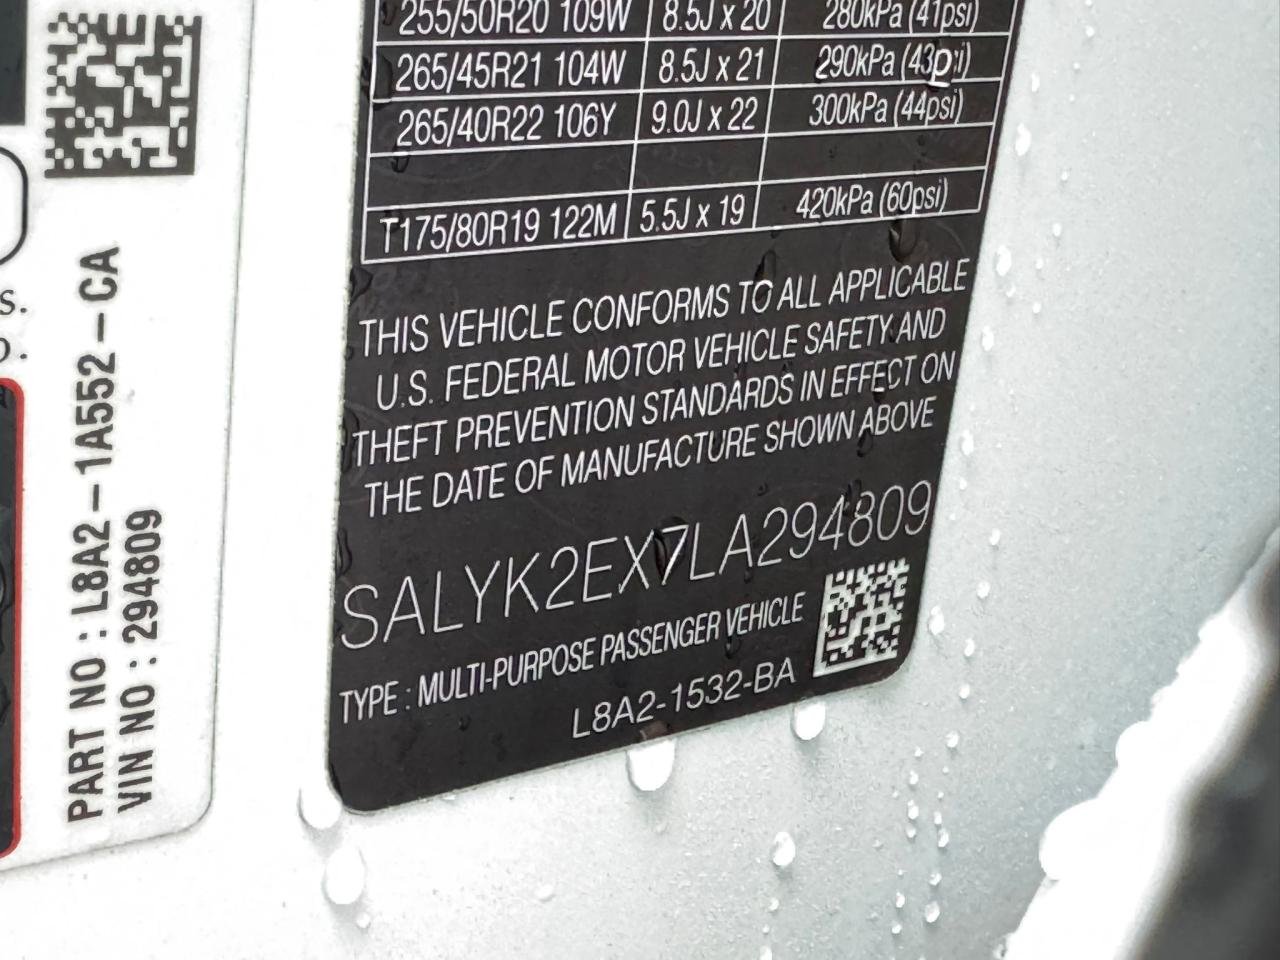 255/50R20 109W 8.5J x 20 280kPa (41psi)
265/45R21 104W 8.5J x 21 290kPa (43psi)
265/40R22 106Y 9.0J x 22 300kPa (44psi)
T175/80R19 122M 5.5J x 19 420kPa (60psi)
THIS VEHICLE CONFORMS TO ALL APPLICABLE
U.S. FEDERAL MOTOR VEHICLE SAFETY AND
THEFT PREVENTION STANDARDS IN EFFECT ON
THE DATE OF MANUFACTURE SHOWN ABOVE
SALYK2EX7LA294809
TYPE : MULTI-PURPOSE PASSENGER VEHICLE
L8A2-1532-BA
PART NO : L8A2-1A552-CA
VIN NO : 294809